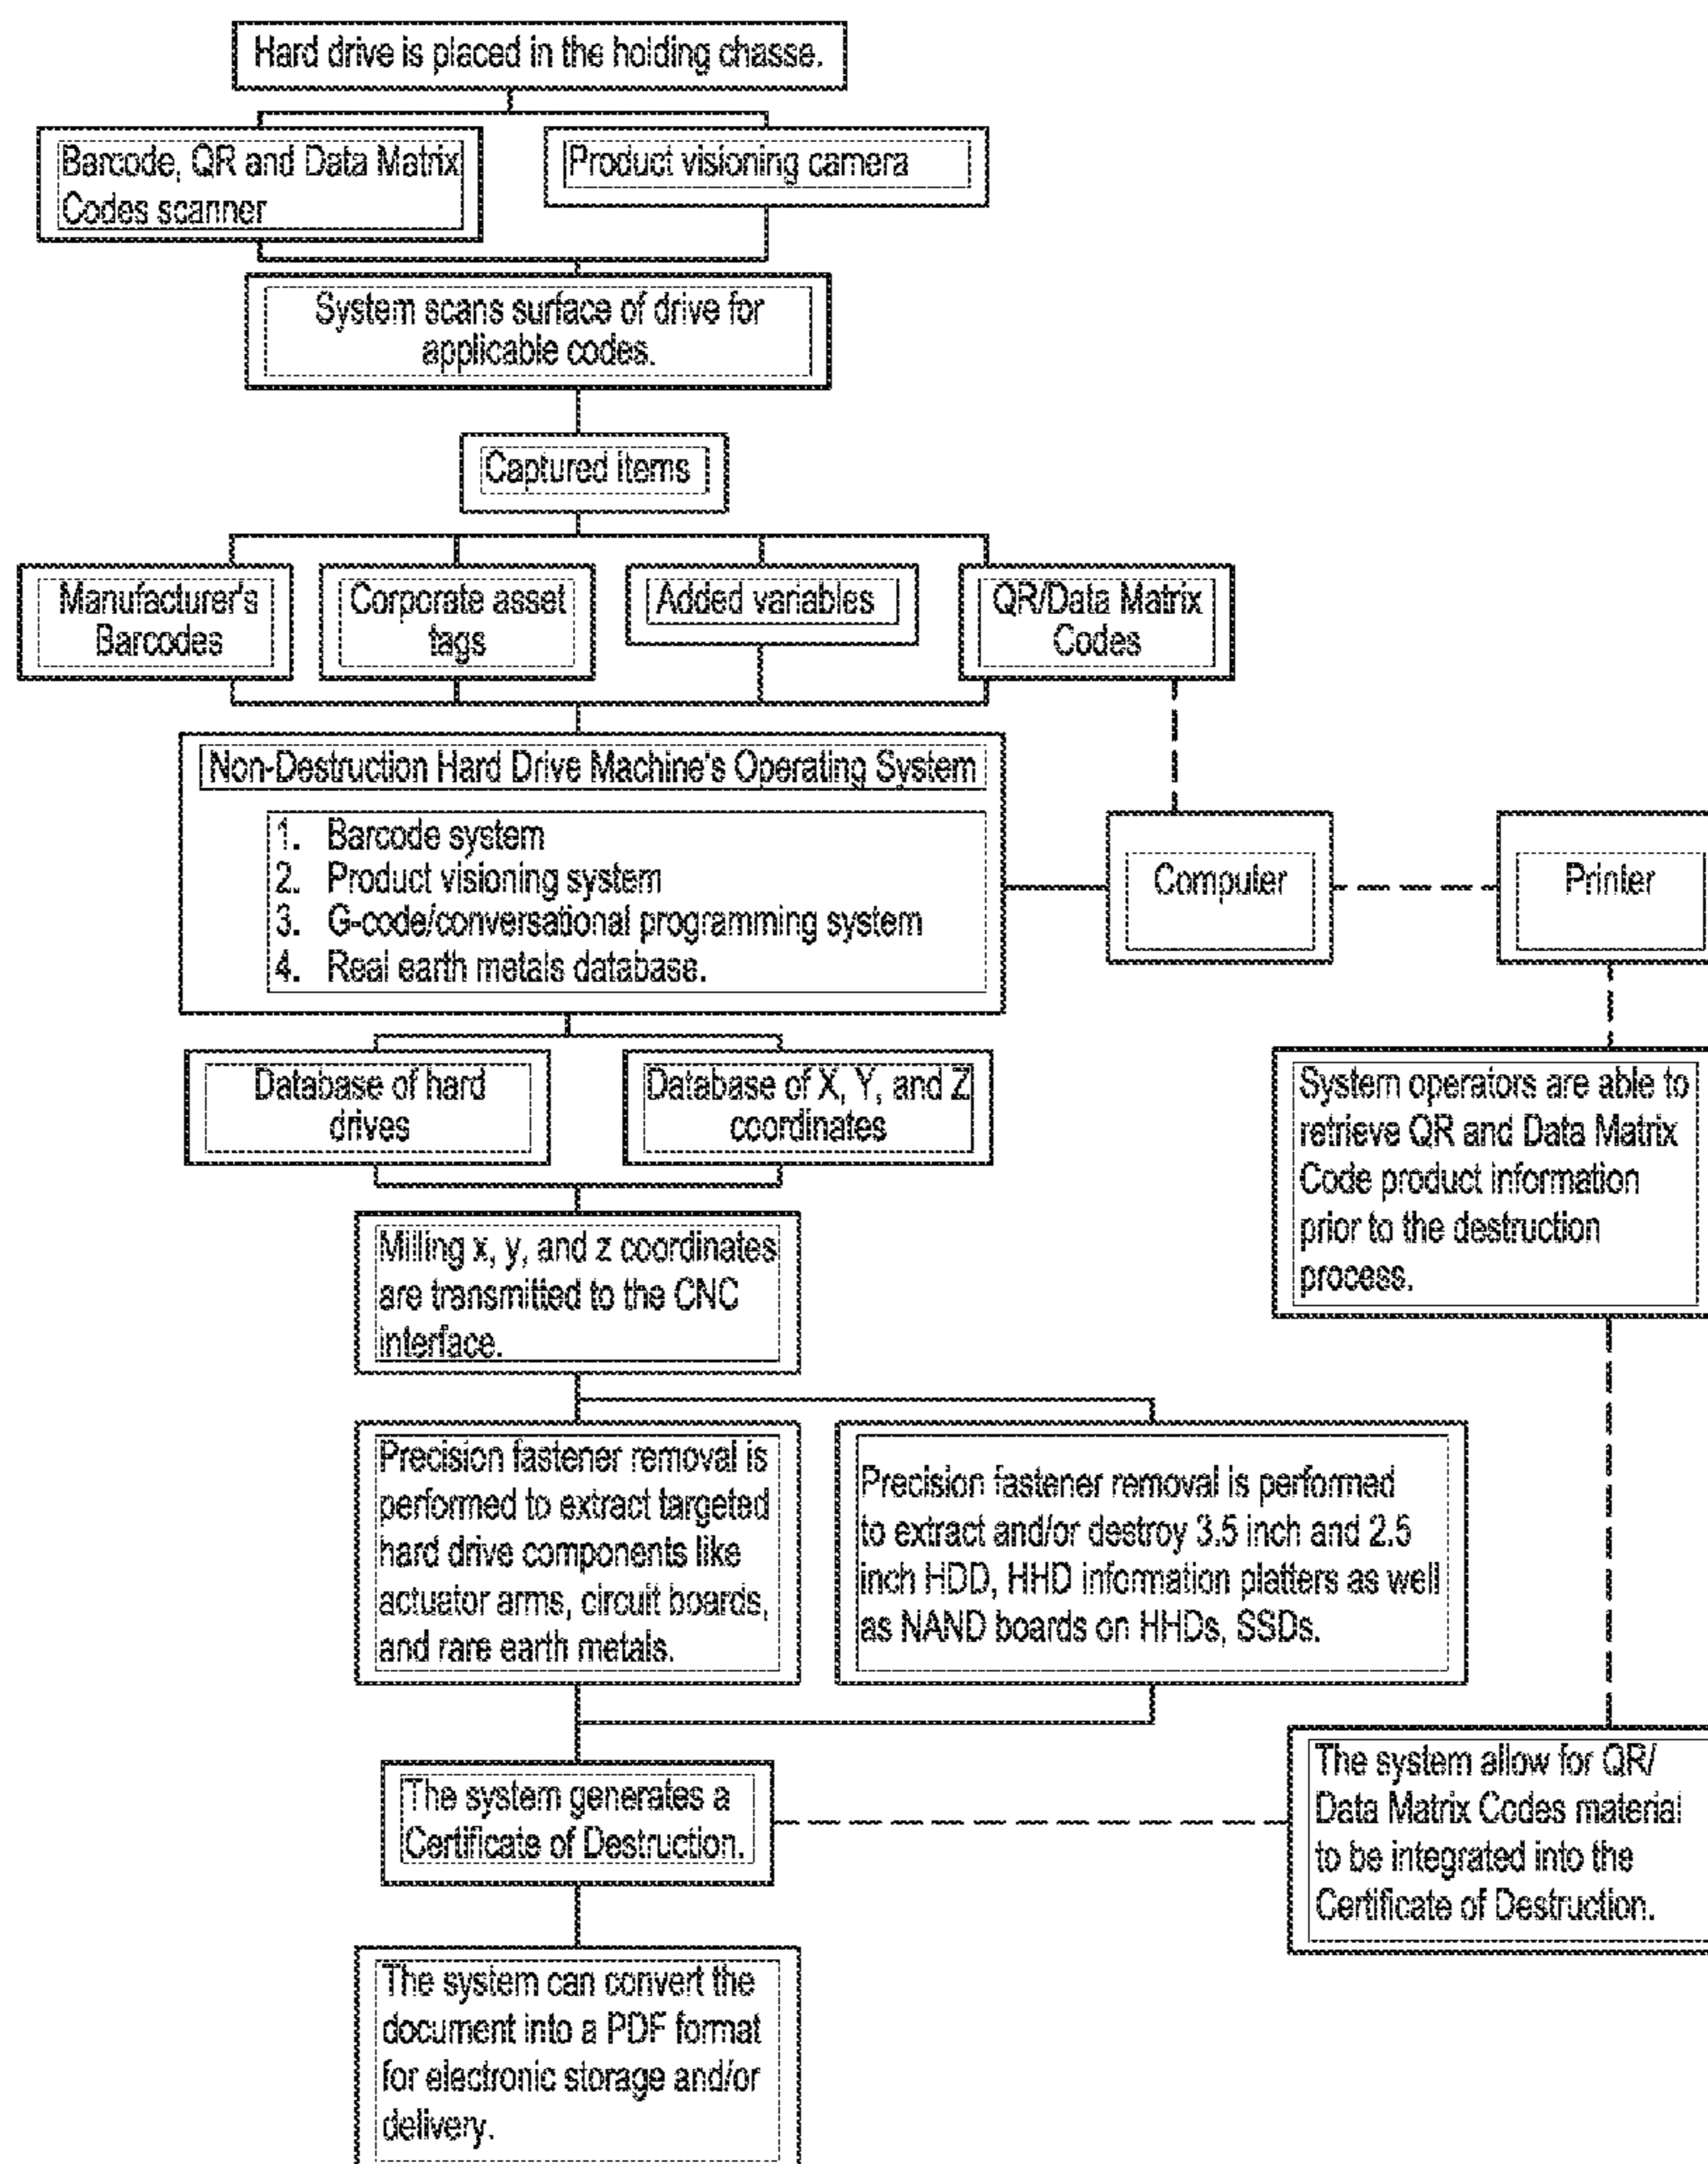 Hard drive is placed in the holding chasse.
Barcode, QR and Data Matrix
Codes scanner
Product visioning camera
System scans surface of drive for
applicable codes.
Captured items
Manufacturer's
Barcodes
Corporate asset
tags
Added variables
QR/Data Matrix
Codes
Non-Destruction Hard Drive Machine's Operating System
1. Barcode system
2. Product visioning system
3. G-code/conversational programming system
4. Real earth metals database.
Computer
Printer
Database of hard
drives
Database of X, Y, and Z
coordinates
System operators are able to
retrieve QR and Data Matrix
Code product information
prior to the destruction
process.
Milling x, y, and z coordinates
are transmitted to the CNC
interface.
Precision fastener removal is
performed to extract targeted
hard drive components like
actuator arms, circuit boards,
and rare earth metals.
Precision fastener removal is performed
to extract and/or destroy 3.5 inch and 2.5
inch HDD, HHD information platters as well
as NAND boards on HHDs, SSDs.
The system generates a
Certificate of Destruction.
The system allow for QR/
Data Matrix Codes material
to be integrated into the
Certificate of Destruction.
The system can convert the
document into a PDF format
for electronic storage and/or
delivery.